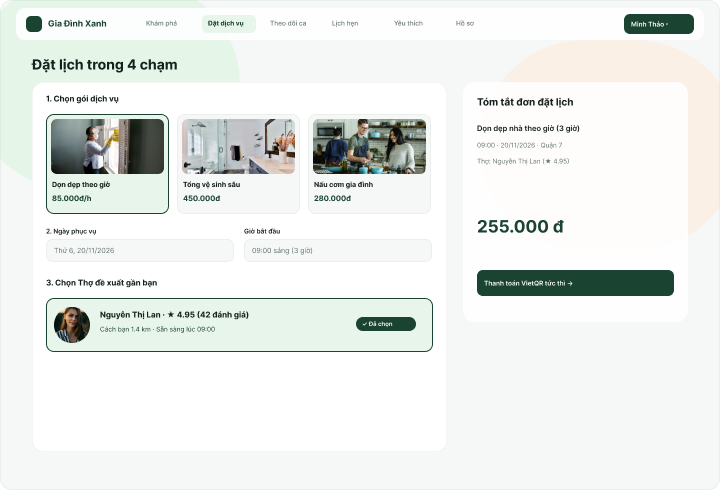 Gia Đình Xanh
Khám phá
Đặt dịch vụ
Theo dõi ca
Lịch hẹn
Yêu thích
Hồ sơ
Minh Thảo
Đặt lịch trong 4 chạm
1. Chọn gói dịch vụ
Dọn dẹp theo giờ
85.000đ/h
Tổng vệ sinh sâu
450.000đ
Nấu cơm gia đình
280.000đ
2. Ngày phục vụ
Thứ 6, 20/11/2026
Giờ bắt đầu
09:00 sáng (3 giờ)
3. Chọn Thợ đề xuất gần bạn
Nguyễn Thị Lan · ★ 4.95 (42 đánh giá)
Cách bạn 1.4 km · Sẵn sàng lúc 09:00
✓ Đã chọn
Tóm tắt đơn đặt lịch
Dọn dẹp nhà theo giờ (3 giờ)
09:00 · 20/11/2026 · Quận 7
Thợ: Nguyễn Thị Lan (★ 4.95)
255.000 đ
Thanh toán VietQR tức thì →